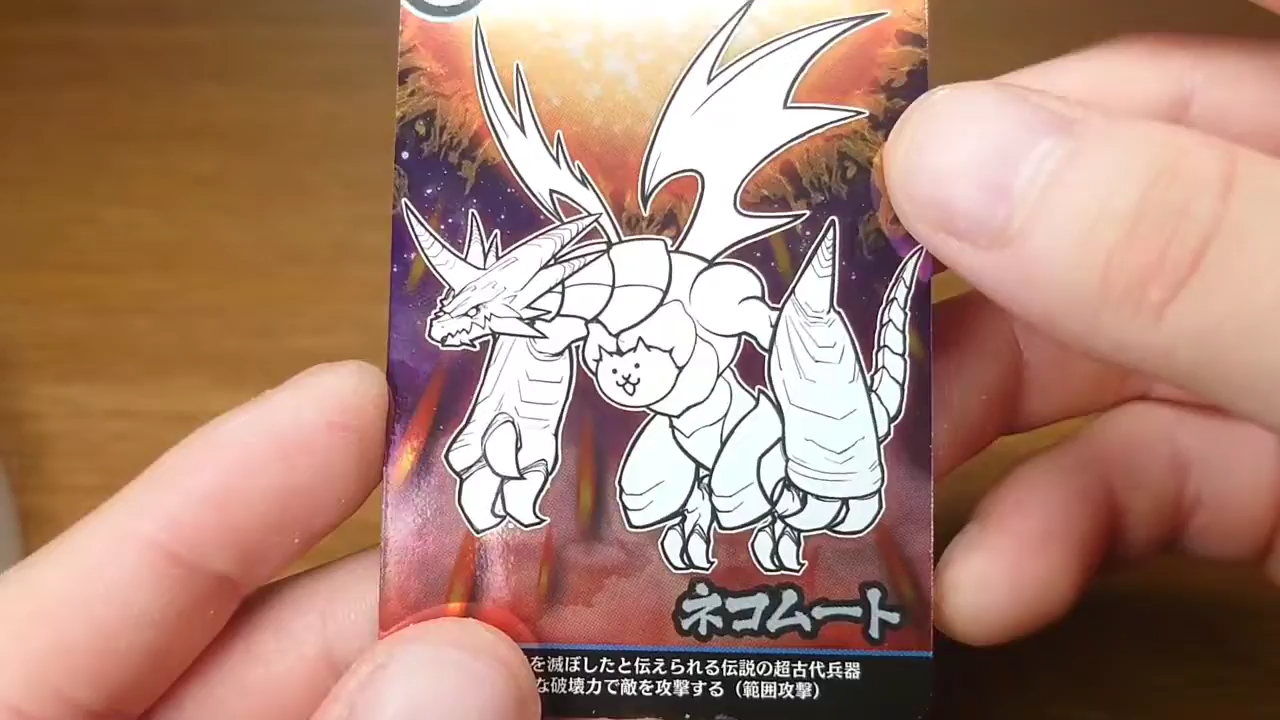 ネコムート
を滅ぼしたと伝えられる伝説の超古代兵器
な破壊力で敵を攻撃する（範囲攻撃）